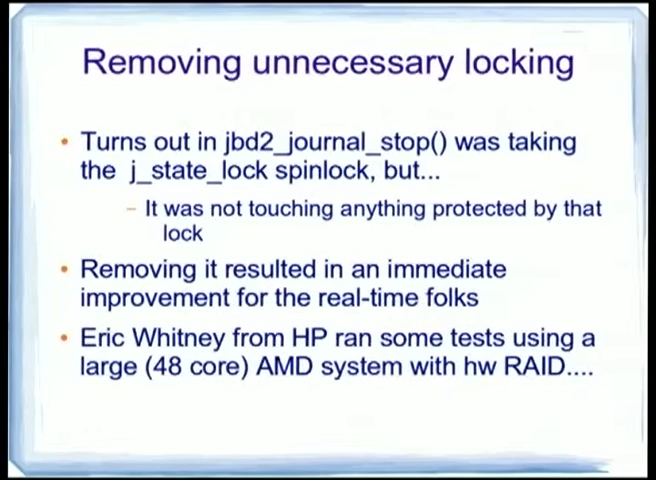 Removing unnecessary locking
• Turns out in jbd2_journal_stop() was taking
the j_state_lock spinlock, but...
– It was not touching anything protected by that
lock
• Removing it resulted in an immediate
improvement for the real-time folks
• Eric Whitney from HP ran some tests using a
large (48 core) AMD system with hw RAID....